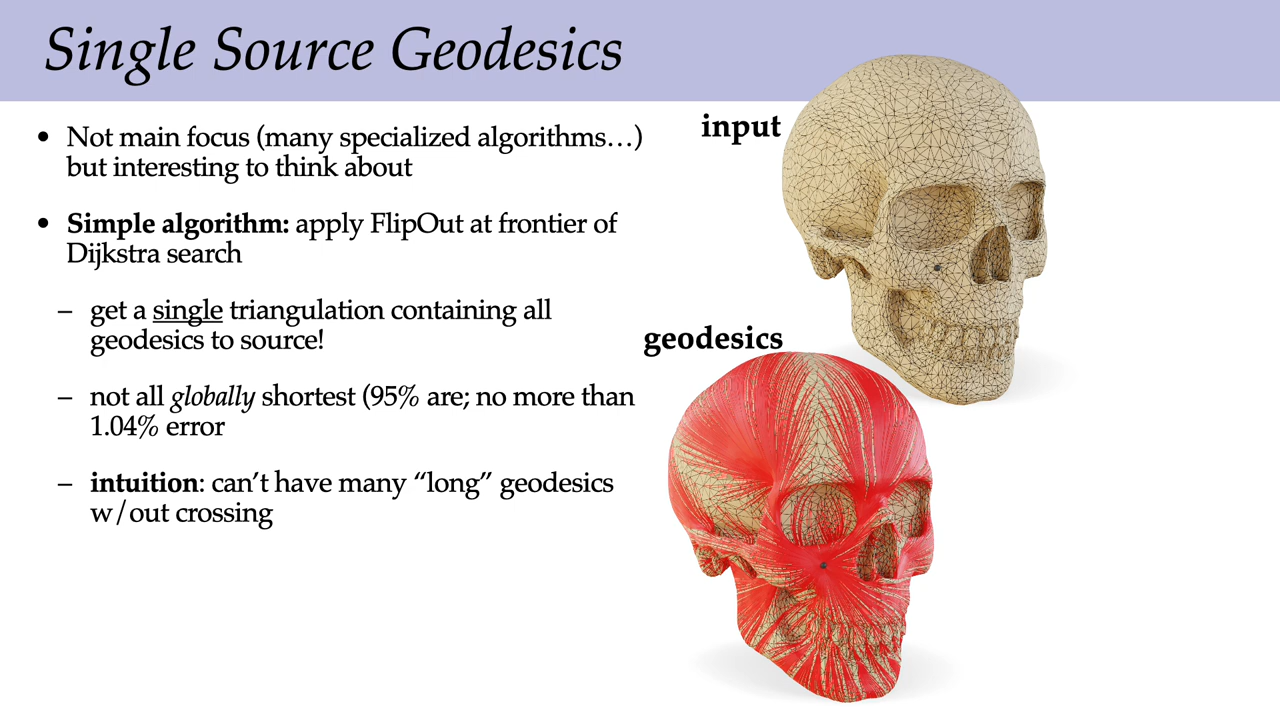 Single Source Geodesics
• Not main focus (many specialized algorithms…)
but interesting to think about
• Simple algorithm: apply FlipOut at frontier of
Dijkstra search
– get a single triangulation containing all
geodesics to source!
– not all globally shortest (95% are; no more than
1.04% error
– intuition: can’t have many “long” geodesics
w/out crossing
input
geodesics